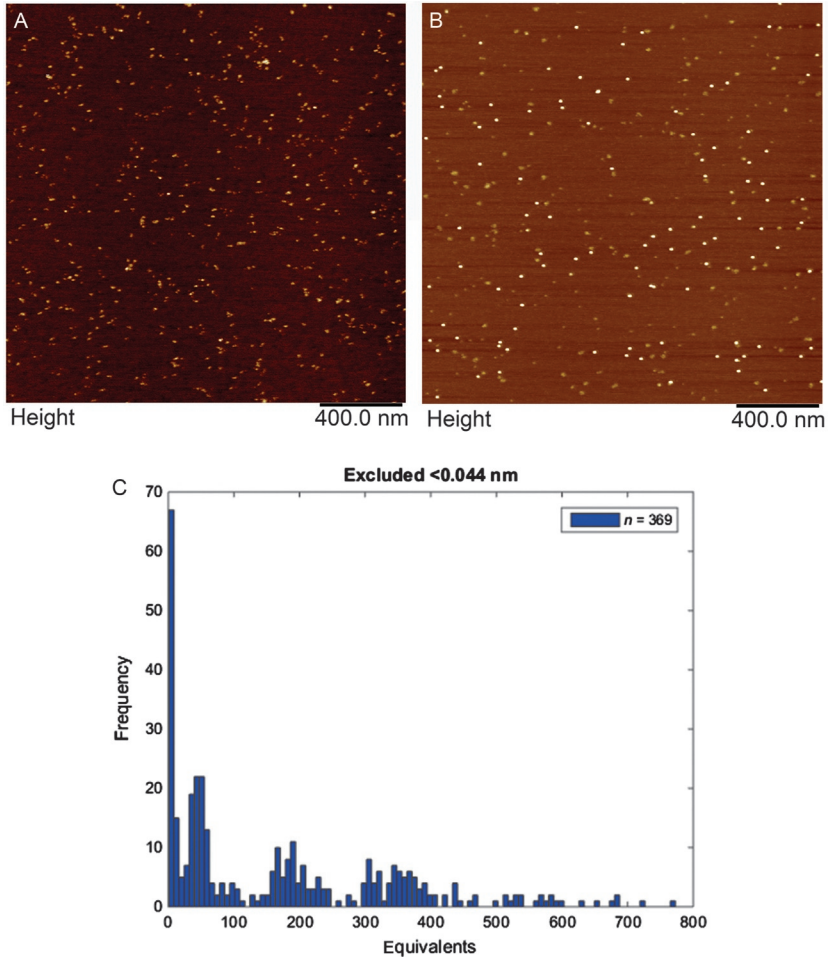 A
B
Height
400.0 nm
Height
400.0 nm
C
Excluded <0.044 nm
70
60
50
40
30
20
10
0
Frequency
n = 369
0 100 200 300 400 500 600 700 800
Equivalents